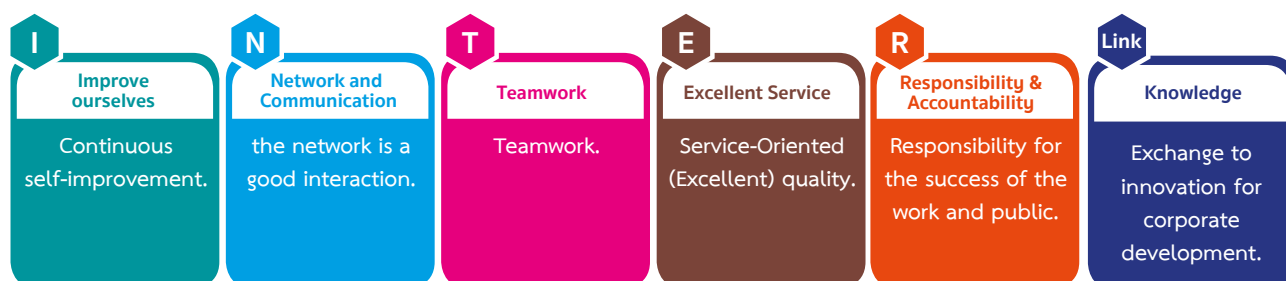 I
Improve
ourselves
Continuous
self-improvement.
N
Network and
Communication
the network is a
good interaction.
T
Teamwork
Teamwork.
E
Excellent Service
Service-Oriented
(Excellent) quality.
R
Responsibility &
Accountability
Responsibility for
the success of the
work and public.
Link
Knowledge
Exchange to
innovation for
corporate
development.